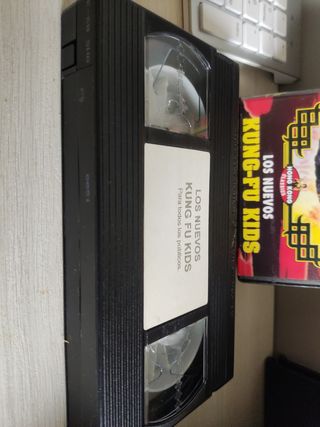 LOS NUEVOS
KUNG FU KIDS
Para todos los públicos.
HONG KONG
LOS NUEVOS
KUNG-FU KIDS